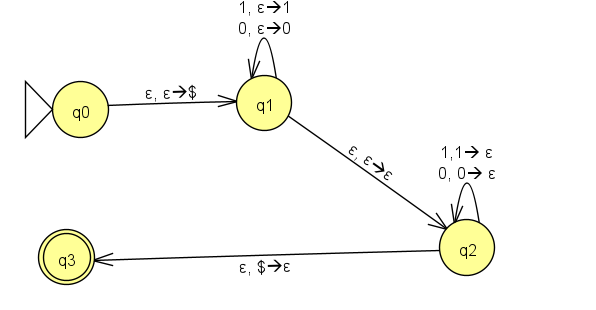 1, ε→1
0, ε→0
ε, ε→$
q0
q1
ε, ε→ε
1,1→ ε
0, 0→ ε
q2
q3
ε, $→ε